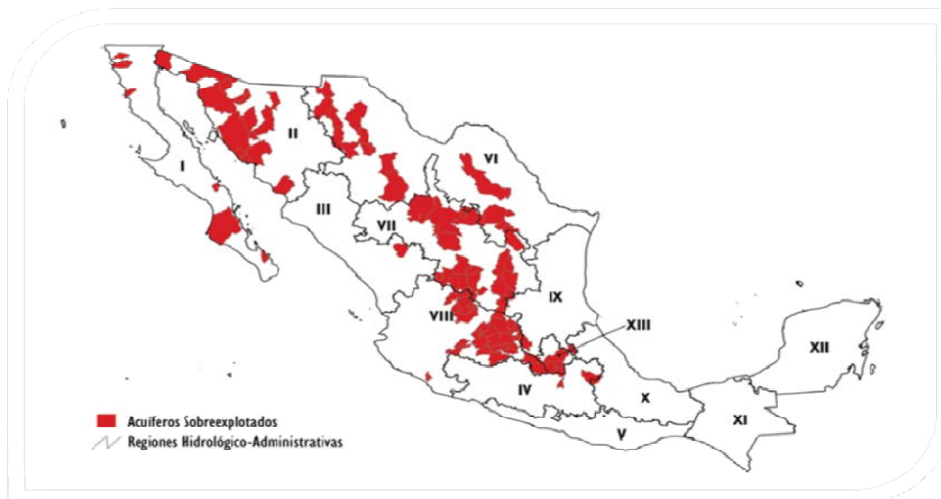 I
II
III
VI
VII
VIII
IX
XIII
XII
IV
X
XI
V
Acuíferos Sobreexplotados
Regiones Hidrológico-Administrativas